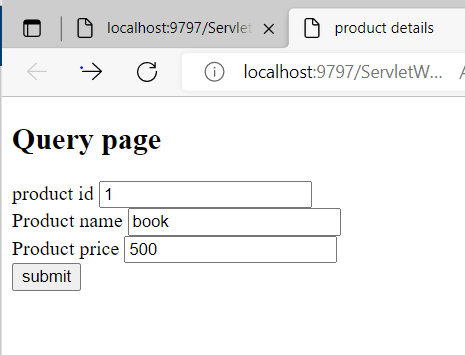 localhost:9797/Servlet
product details
localhost:9797/ServletW...
Query page
product id 1
Product name book
Product price 500
submit